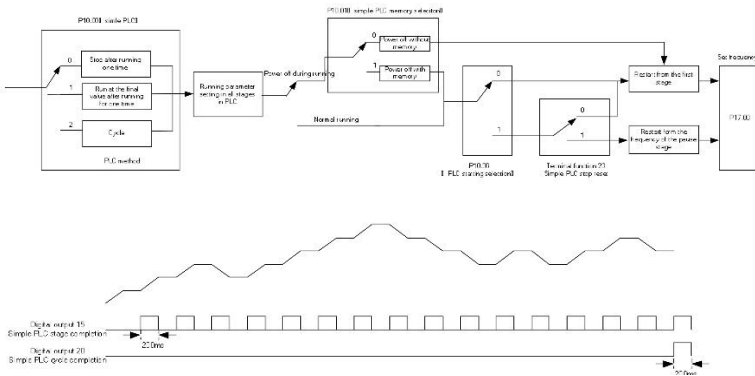 P10.00【simple PLC】
0
Stop after running
one time
1
Run at the final
value after running
for one time
2
Cycle
PLC method
Running parameter
setting in all stages
in PLC
Power off during running
P10.01【simple PLC memory selection】
0
Power off without
memory
1
Power off with
memory
Normal running
0
1
P10.36
【 PLC starting selection】
0
1
Terminal function 23
Simple PLC stop reset
Restart from the first
stage
Restart form the
frequency of the pause
stage
Set frequency
P17.00
Digital output 15
Simple PLC stage completion
200ms
Digital output 20
Simple PLC cycle completion
200ms